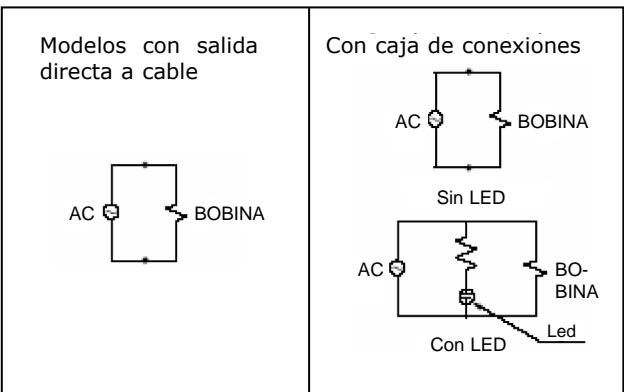 Modelos con salida
directa a cable
AC
BOBINA
Con caja de conexiones
AC
BOBINA
Sin LED
AC
BO-
BINA
Led
Con LED